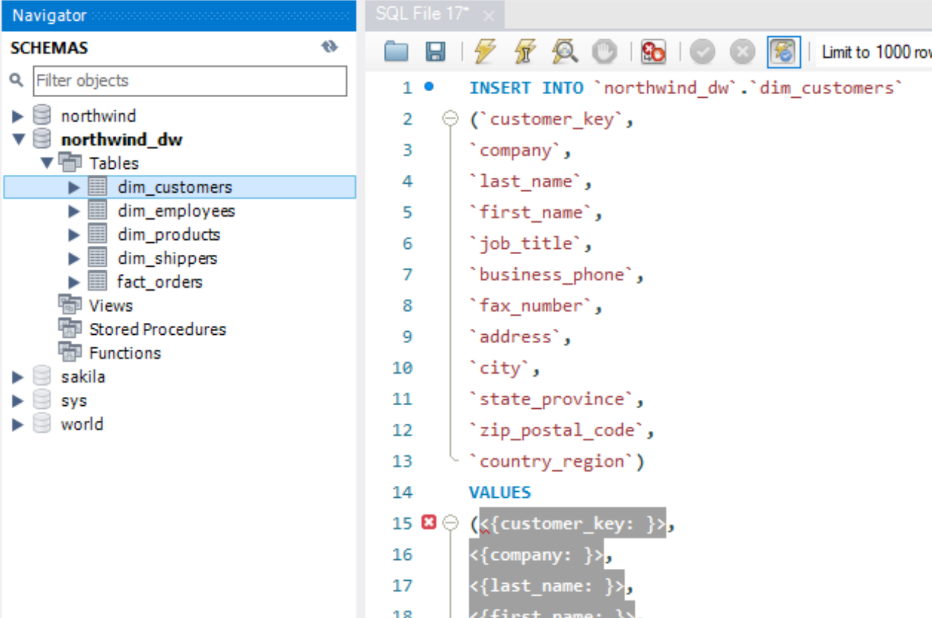 Navigator
SCHEMAS
Filter objects
northwind
northwind_dw
Tables
dim_customers
dim_employees
dim_products
dim_shippers
fact_orders
Views
Stored Procedures
Functions
sakila
sys
world
SQL File 17*
Limit to 1000 row
1 INSERT INTO `northwind_dw`.`dim_customers`
2 (`customer_key`,
3 `company`,
4 `last_name`,
5 `first_name`,
6 `job_title`,
7 `business_phone`,
8 `fax_number`,
9 `address`,
10 `city`,
11 `state_province`,
12 `zip_postal_code`,
13 `country_region`)
14 VALUES
15 (<{customer_key: }>,
16 <{company: }>,
17 <{last_name: }>,
18 <{first_name: }>,